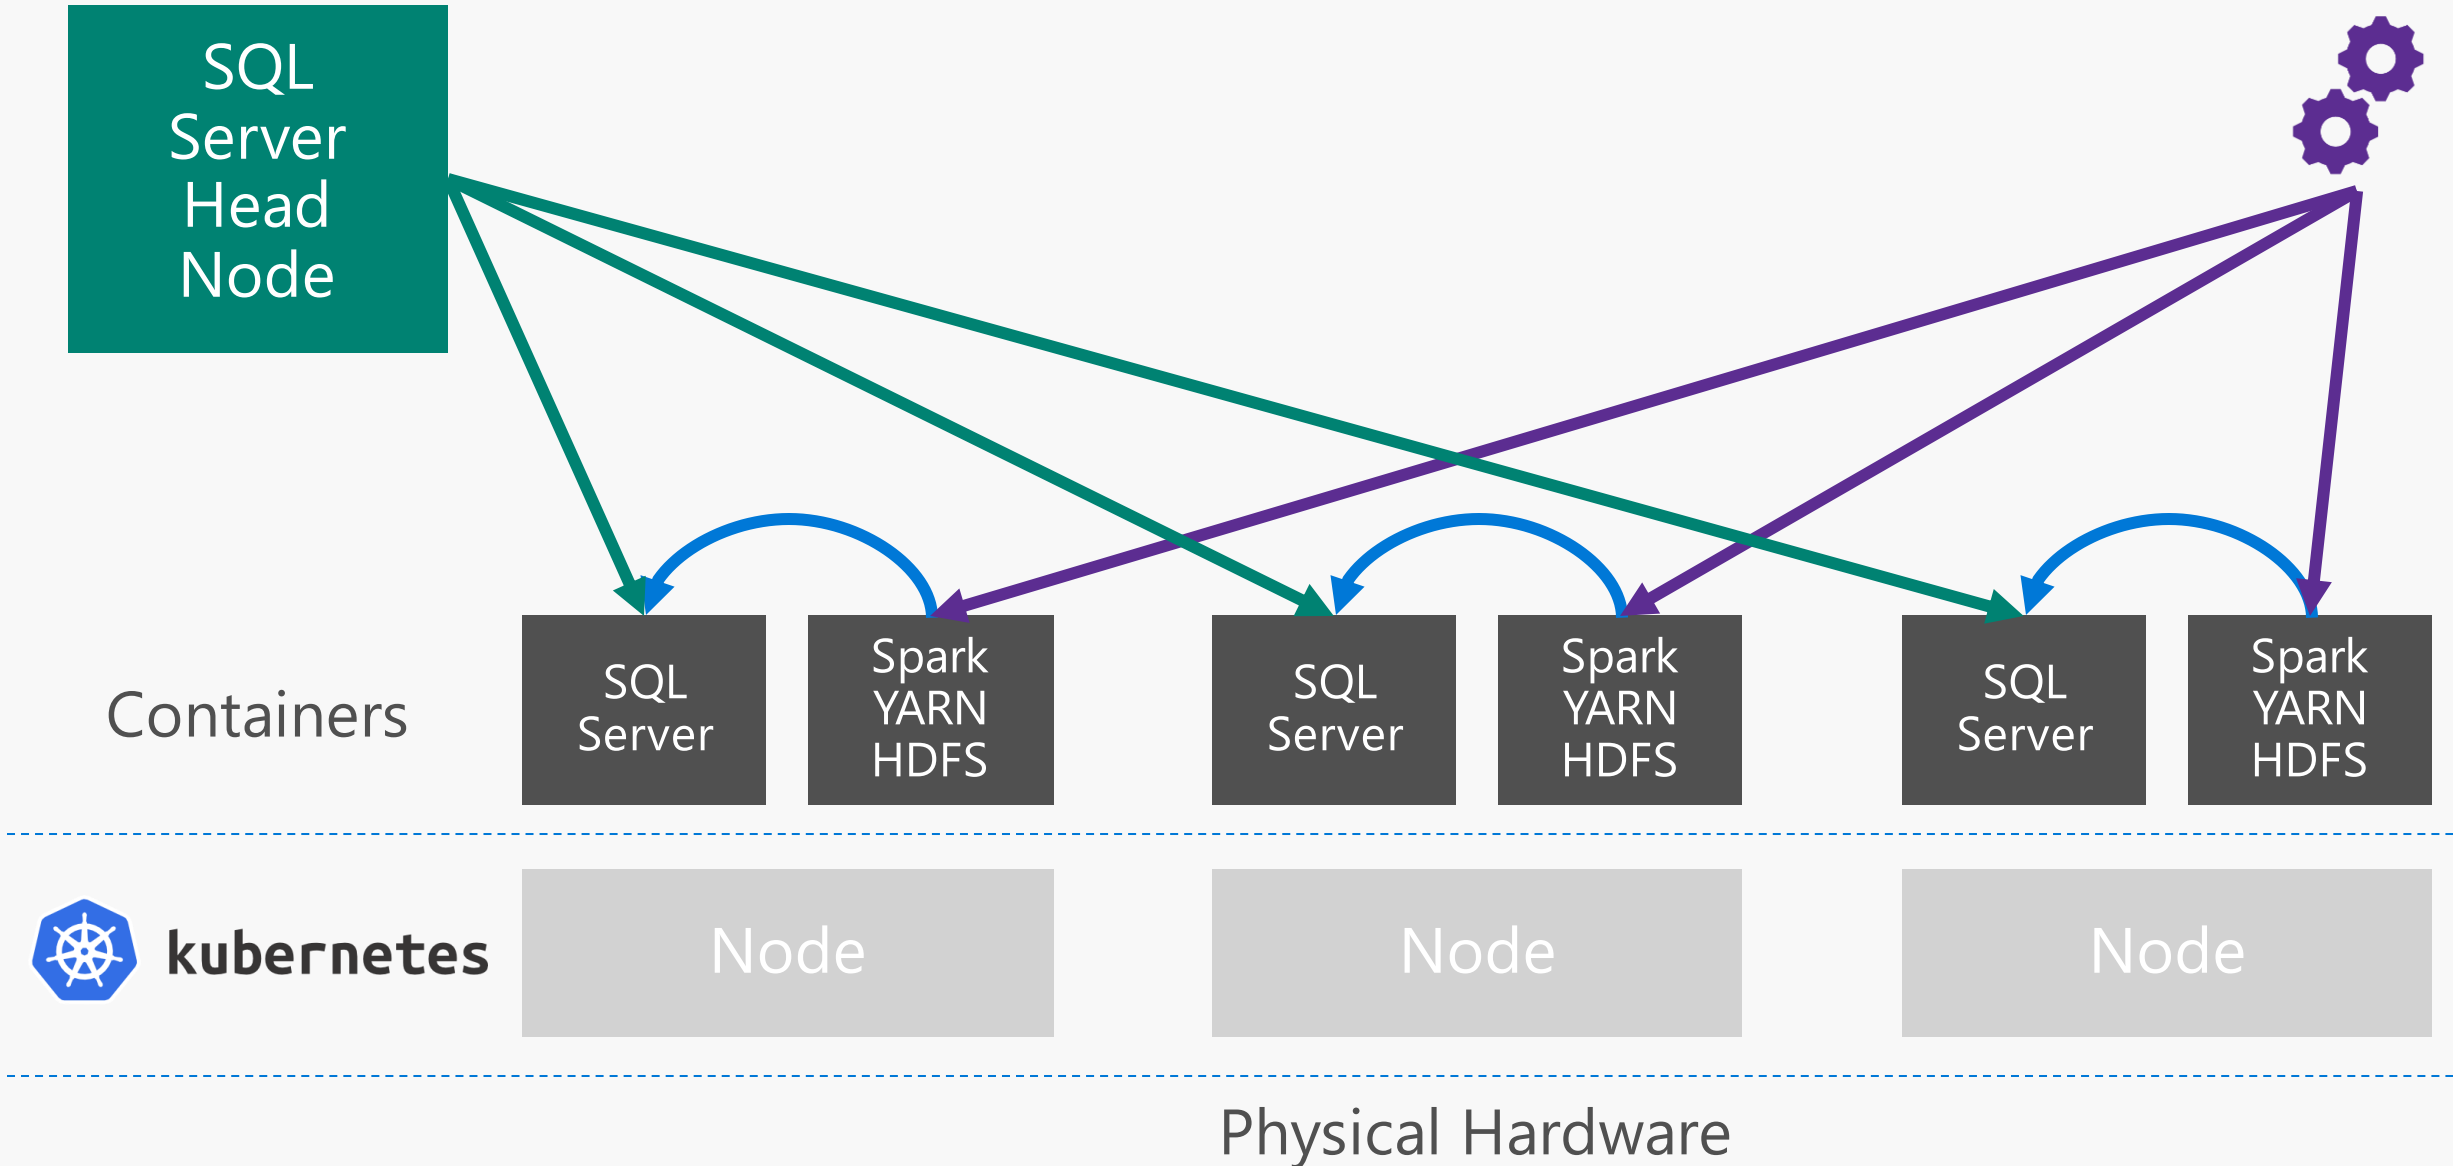 SQL
Server
Head
Node
Containers
SQL
Server
Spark
YARN
HDFS
SQL
Server
Spark
YARN
HDFS
SQL
Server
Spark
YARN
HDFS
kubernetes
Node
Node
Node
Physical Hardware